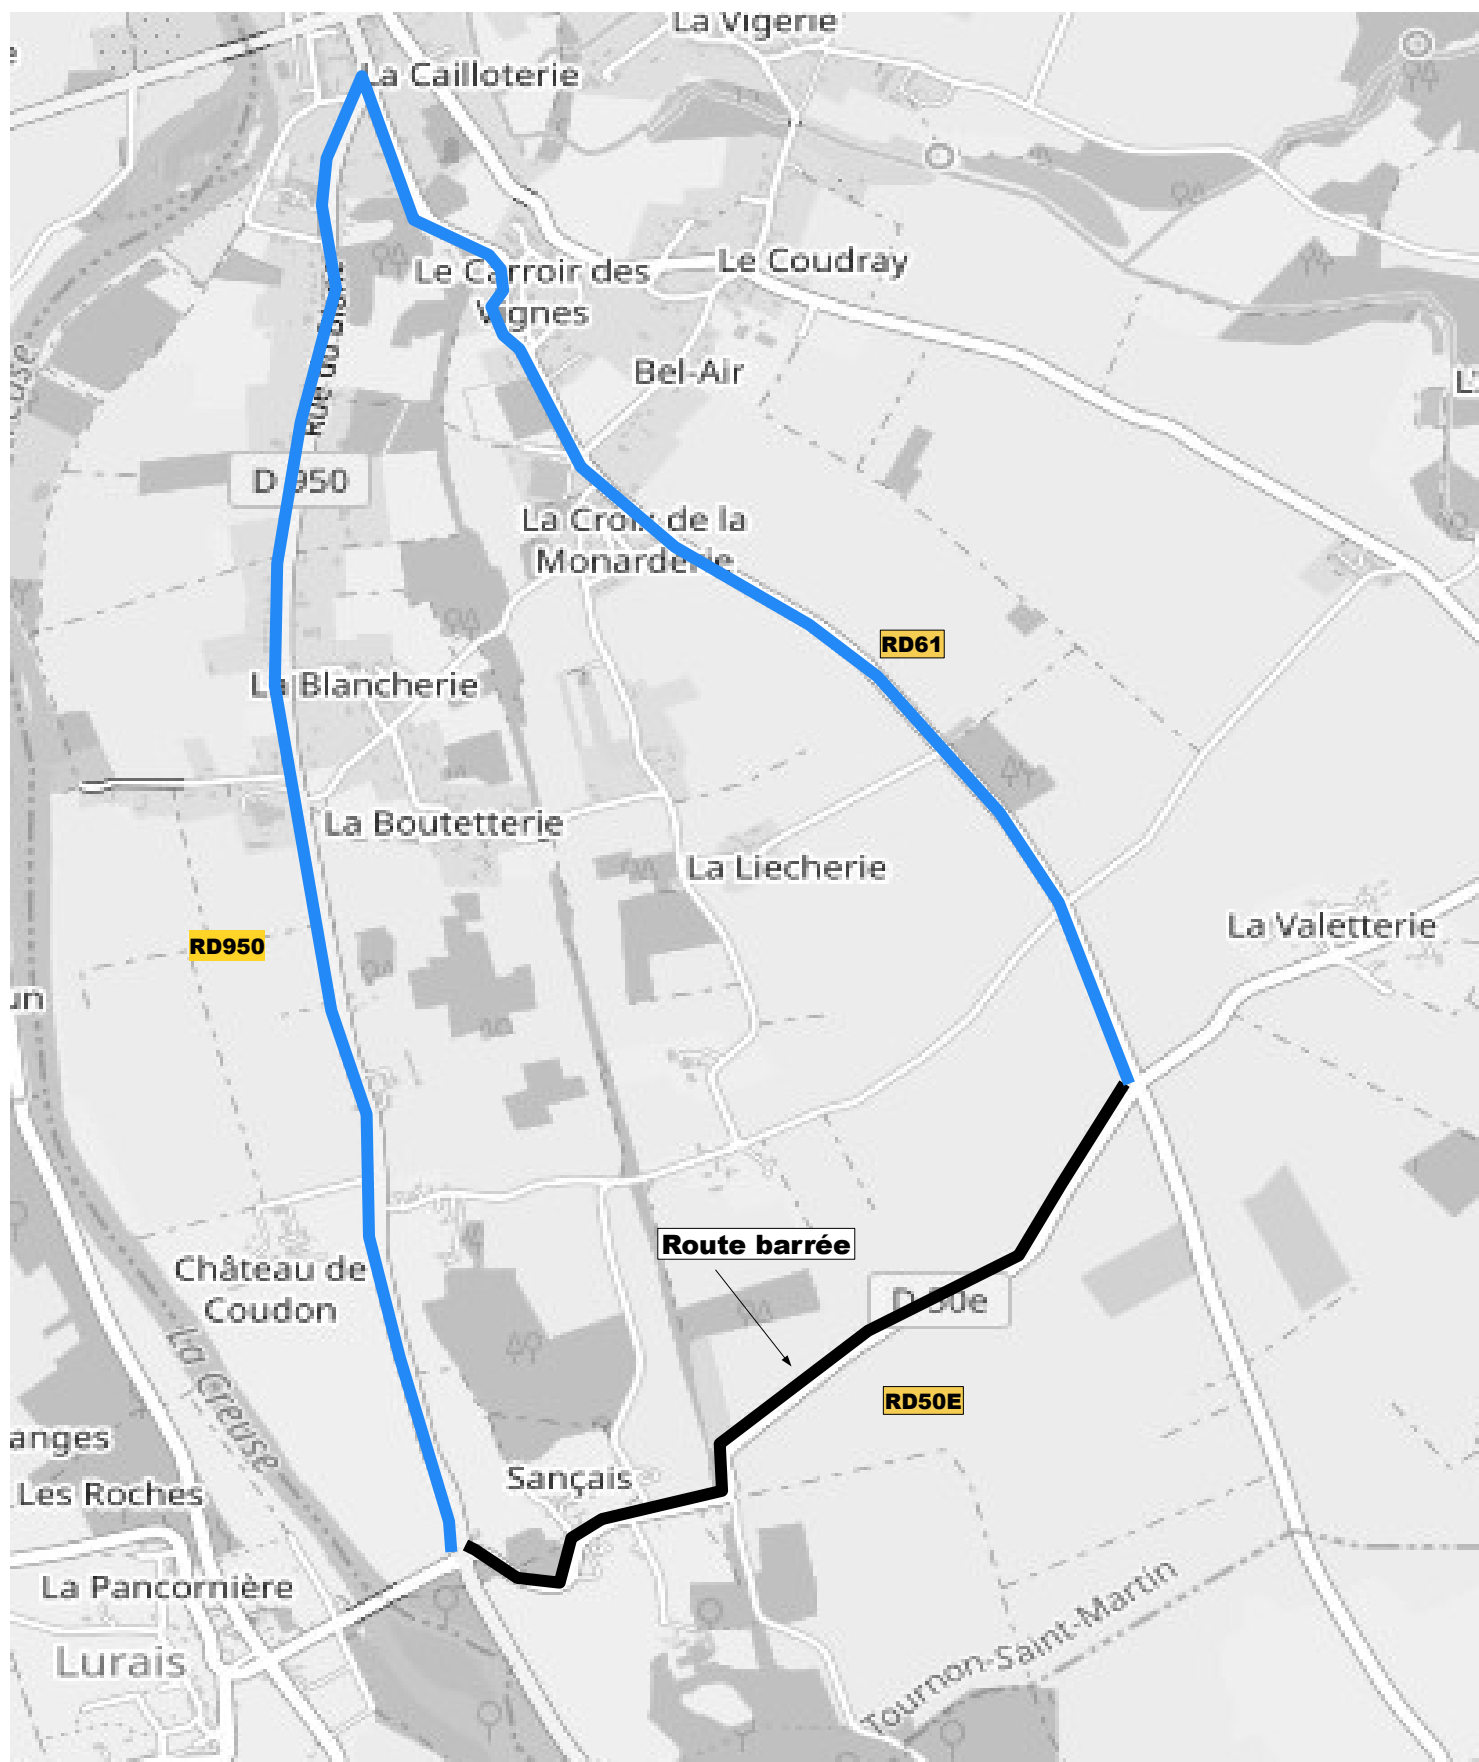 La Vigerie
La Cailloterie
Le Coudray
Le Carroir des
Vignes
Bel-Air
D 950
La Croix de la
Monarderie
RD61
La Blancherie
La Boutetterie
La Liecherie
La Valetterie
RD950
un
Route barrée
Château de
Coudon
D 50e
La Creuse
RD50E
anges
Sançais
Les Roches
La Pancornière
Lurais
Tournon-Saint-Martin